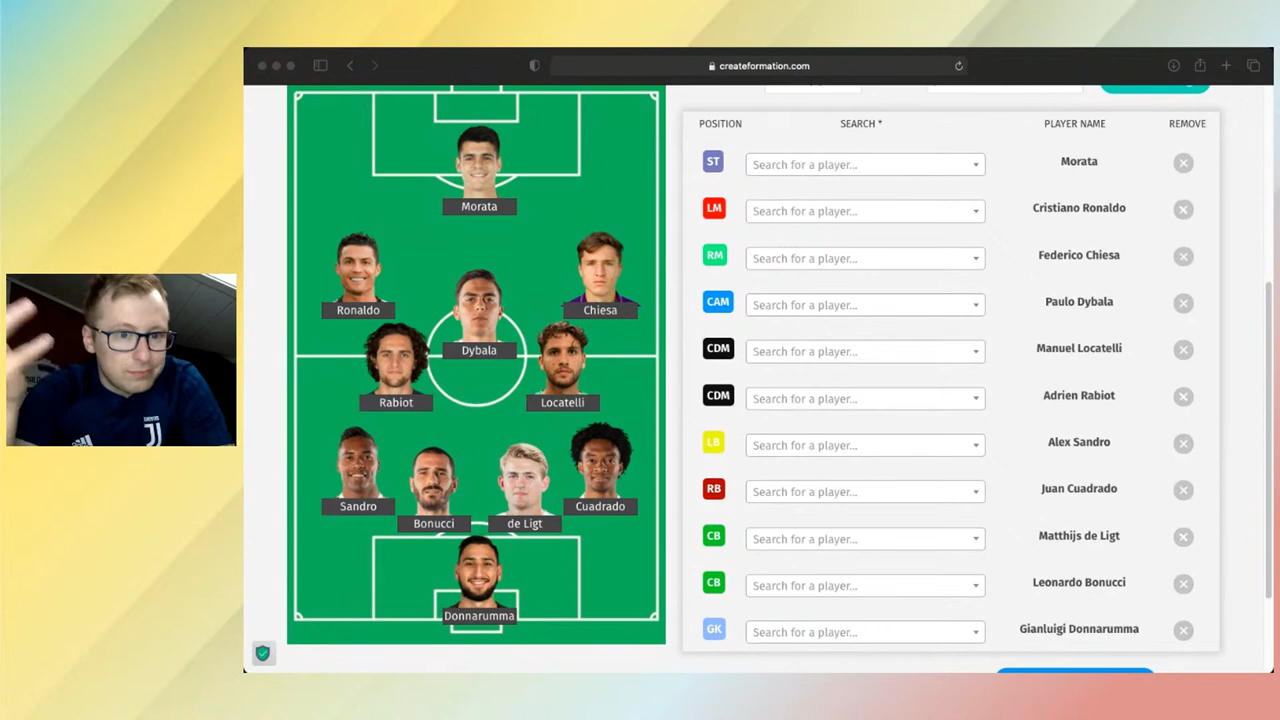 createformation.com
POSITION SEARCH * PLAYER NAME REMOVE
ST Search for a player... Morata
LM Search for a player... Cristiano Ronaldo
RM Search for a player... Federico Chiesa
CAM Search for a player... Paulo Dybala
CDM Search for a player... Manuel Locatelli
CDM Search for a player... Adrien Rabiot
LB Search for a player... Alex Sandro
RB Search for a player... Juan Cuadrado
CB Search for a player... Matthijs de Ligt
CB Search for a player... Leonardo Bonucci
GK Search for a player... Gianluigi Donnarumma
Morata
Ronaldo
Chiesa
Dybala
Rabiot
Locatelli
Sandro
Cuadrado
Bonucci
de Ligt
Donnarumma